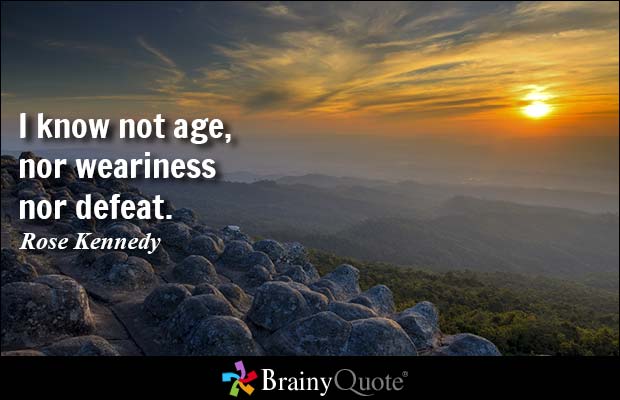 I know not age,
nor weariness
nor defeat.
Rose Kennedy
BrainyQuote®